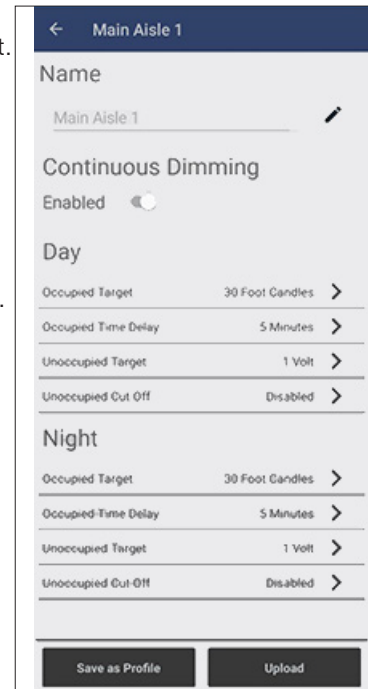 t.
.
← Main Aisle 1
Name
Main Aisle 1
Continuous Dimming
Enabled
Day
Occupied Target 30 Foot Candles >
Occupied Time Delay 5 Minutes >
Unoccupied Target 1 Volt >
Unoccupied Cut Off Disabled >
Night
Occupied Target 30 Foot Candles >
Occupied Time Delay 5 Minutes >
Unoccupied Target 1 Volt >
Unoccupied Cut-Off Disabled >
Save as Profile Upload